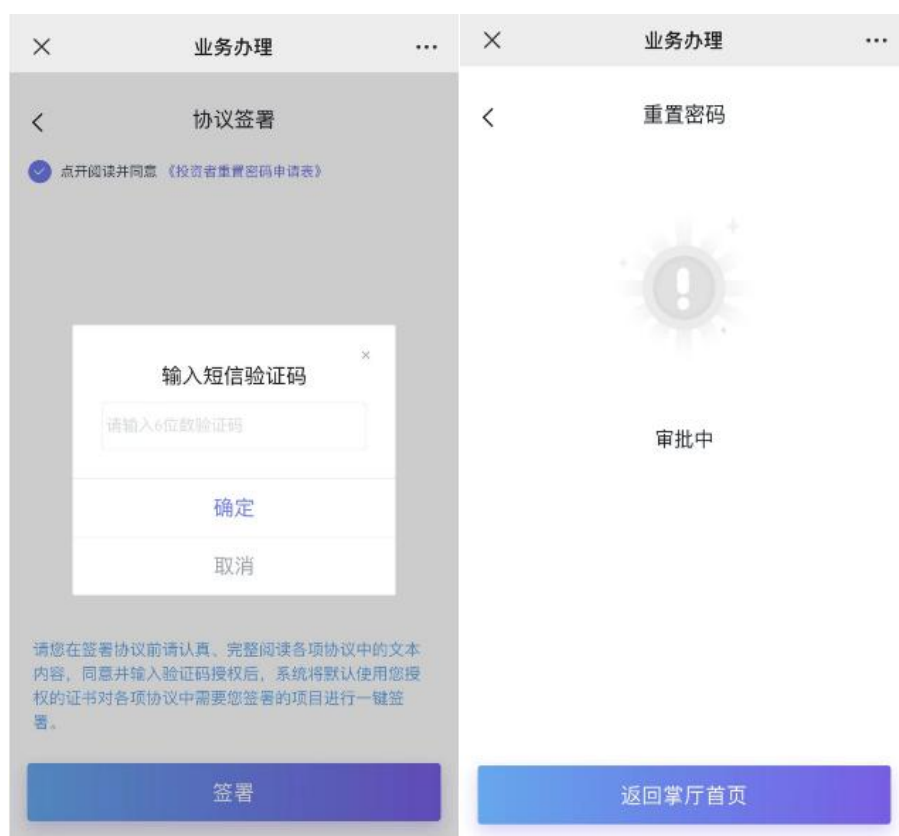 业务办理
协议签署
点开阅读并同意 《投资者重置密码申请表》
输入短信验证码
请输入6位数验证码
确定
取消
请您在签署协议前请认真、完整阅读各项协议中的文本
内容，同意并输入验证码授权后，系统将默认使用您授
权的证书对各项协议中需要您签署的项目进行一键签
署。
签署
业务办理
重置密码
审批中
返回掌厅首页